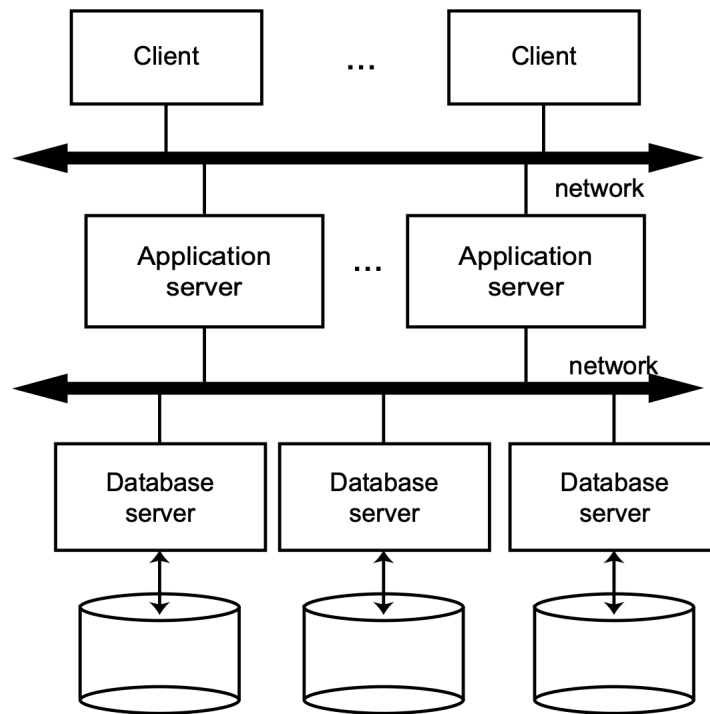 Client
...
Client
network
Application
server
...
Application
server
network
Database
server
Database
server
Database
server